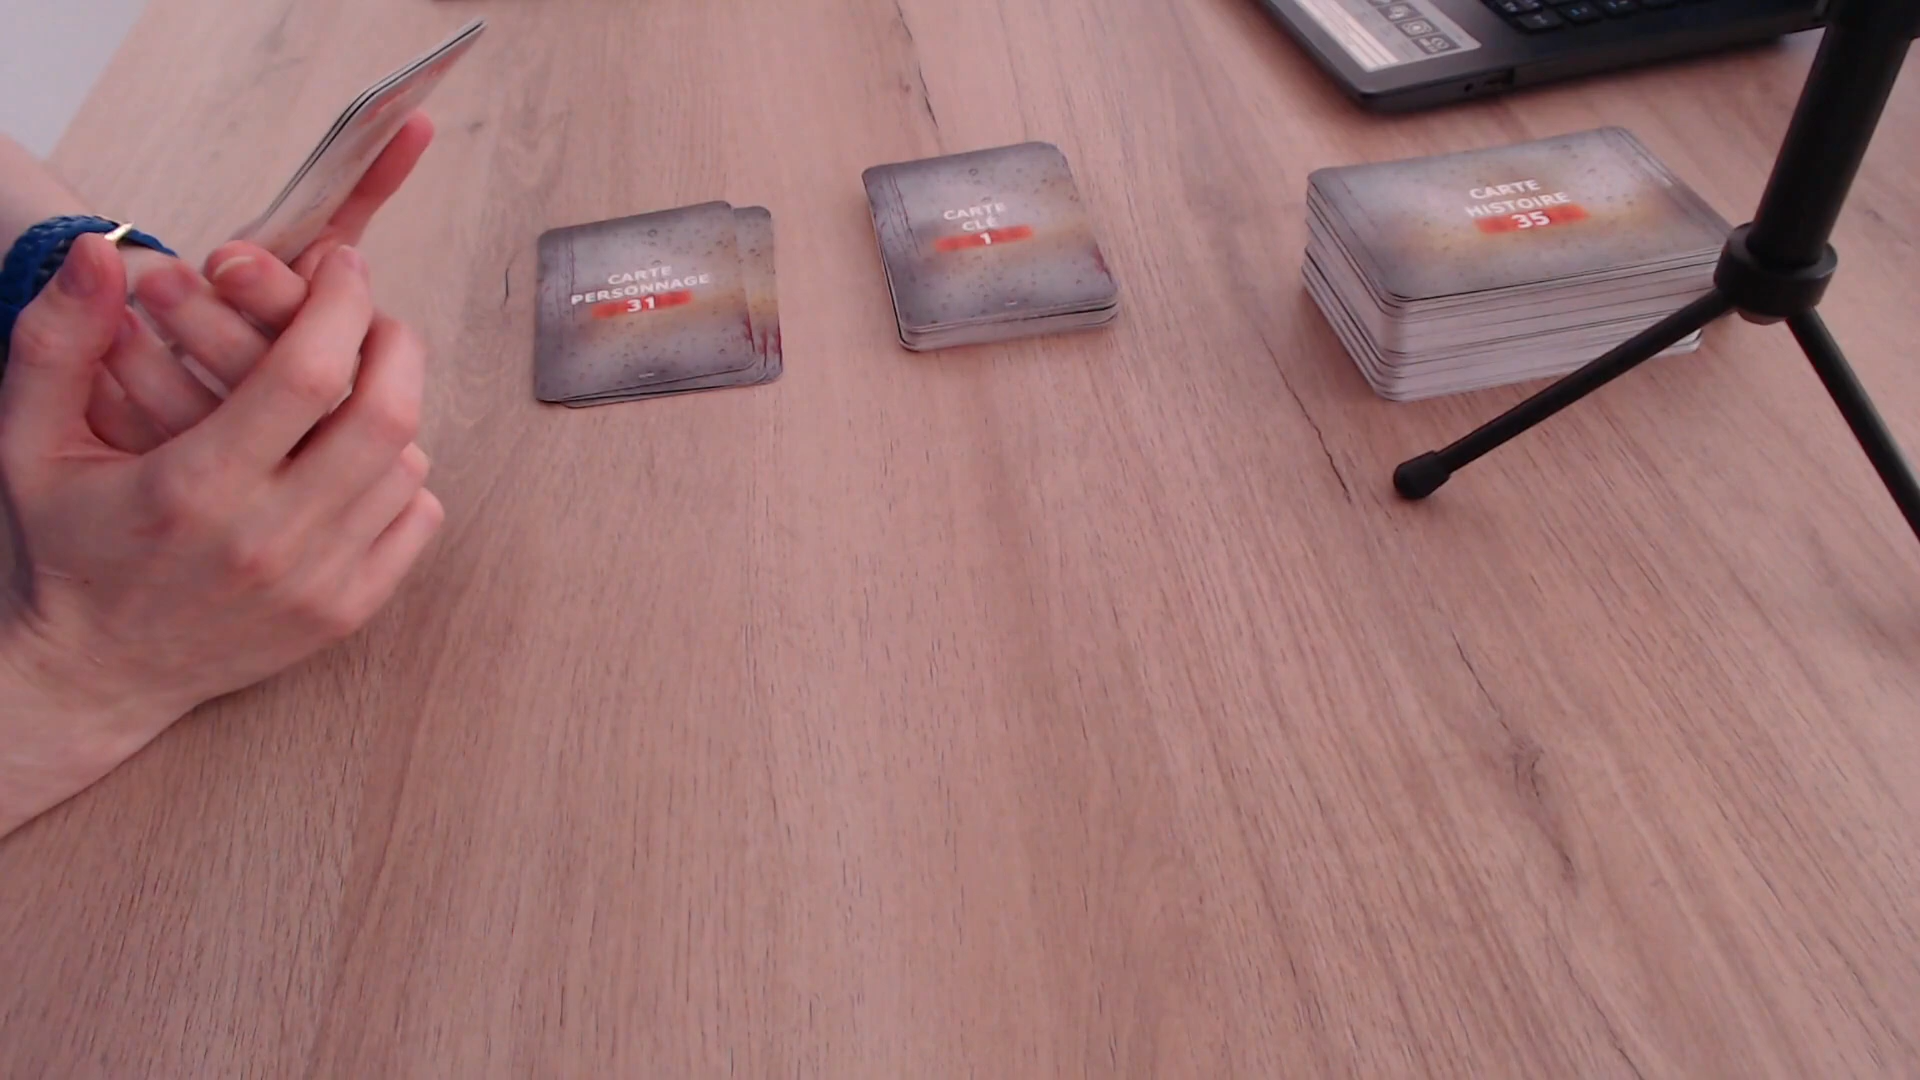 CARTE
PERSONNAGE
31
CARTE
CLÉ
1
CARTE
HISTOIRE
35